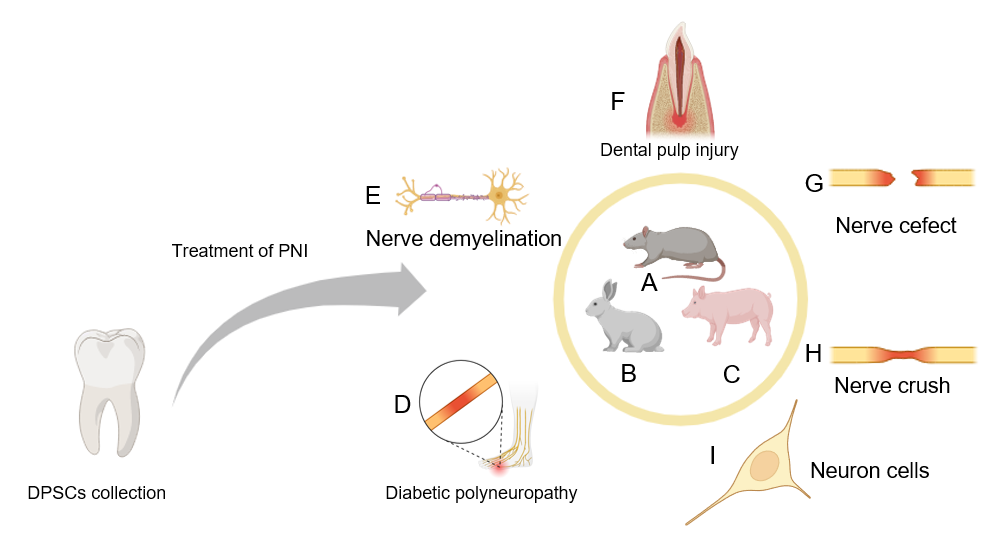 F
Dental pulp injury
E
Nerve demyelination
G
Nerve cefect
Treatment of PNI
A
B
C
H
Nerve crush
D
Diabetic polyneuropathy
I
Neuron cells
DPSCs collection